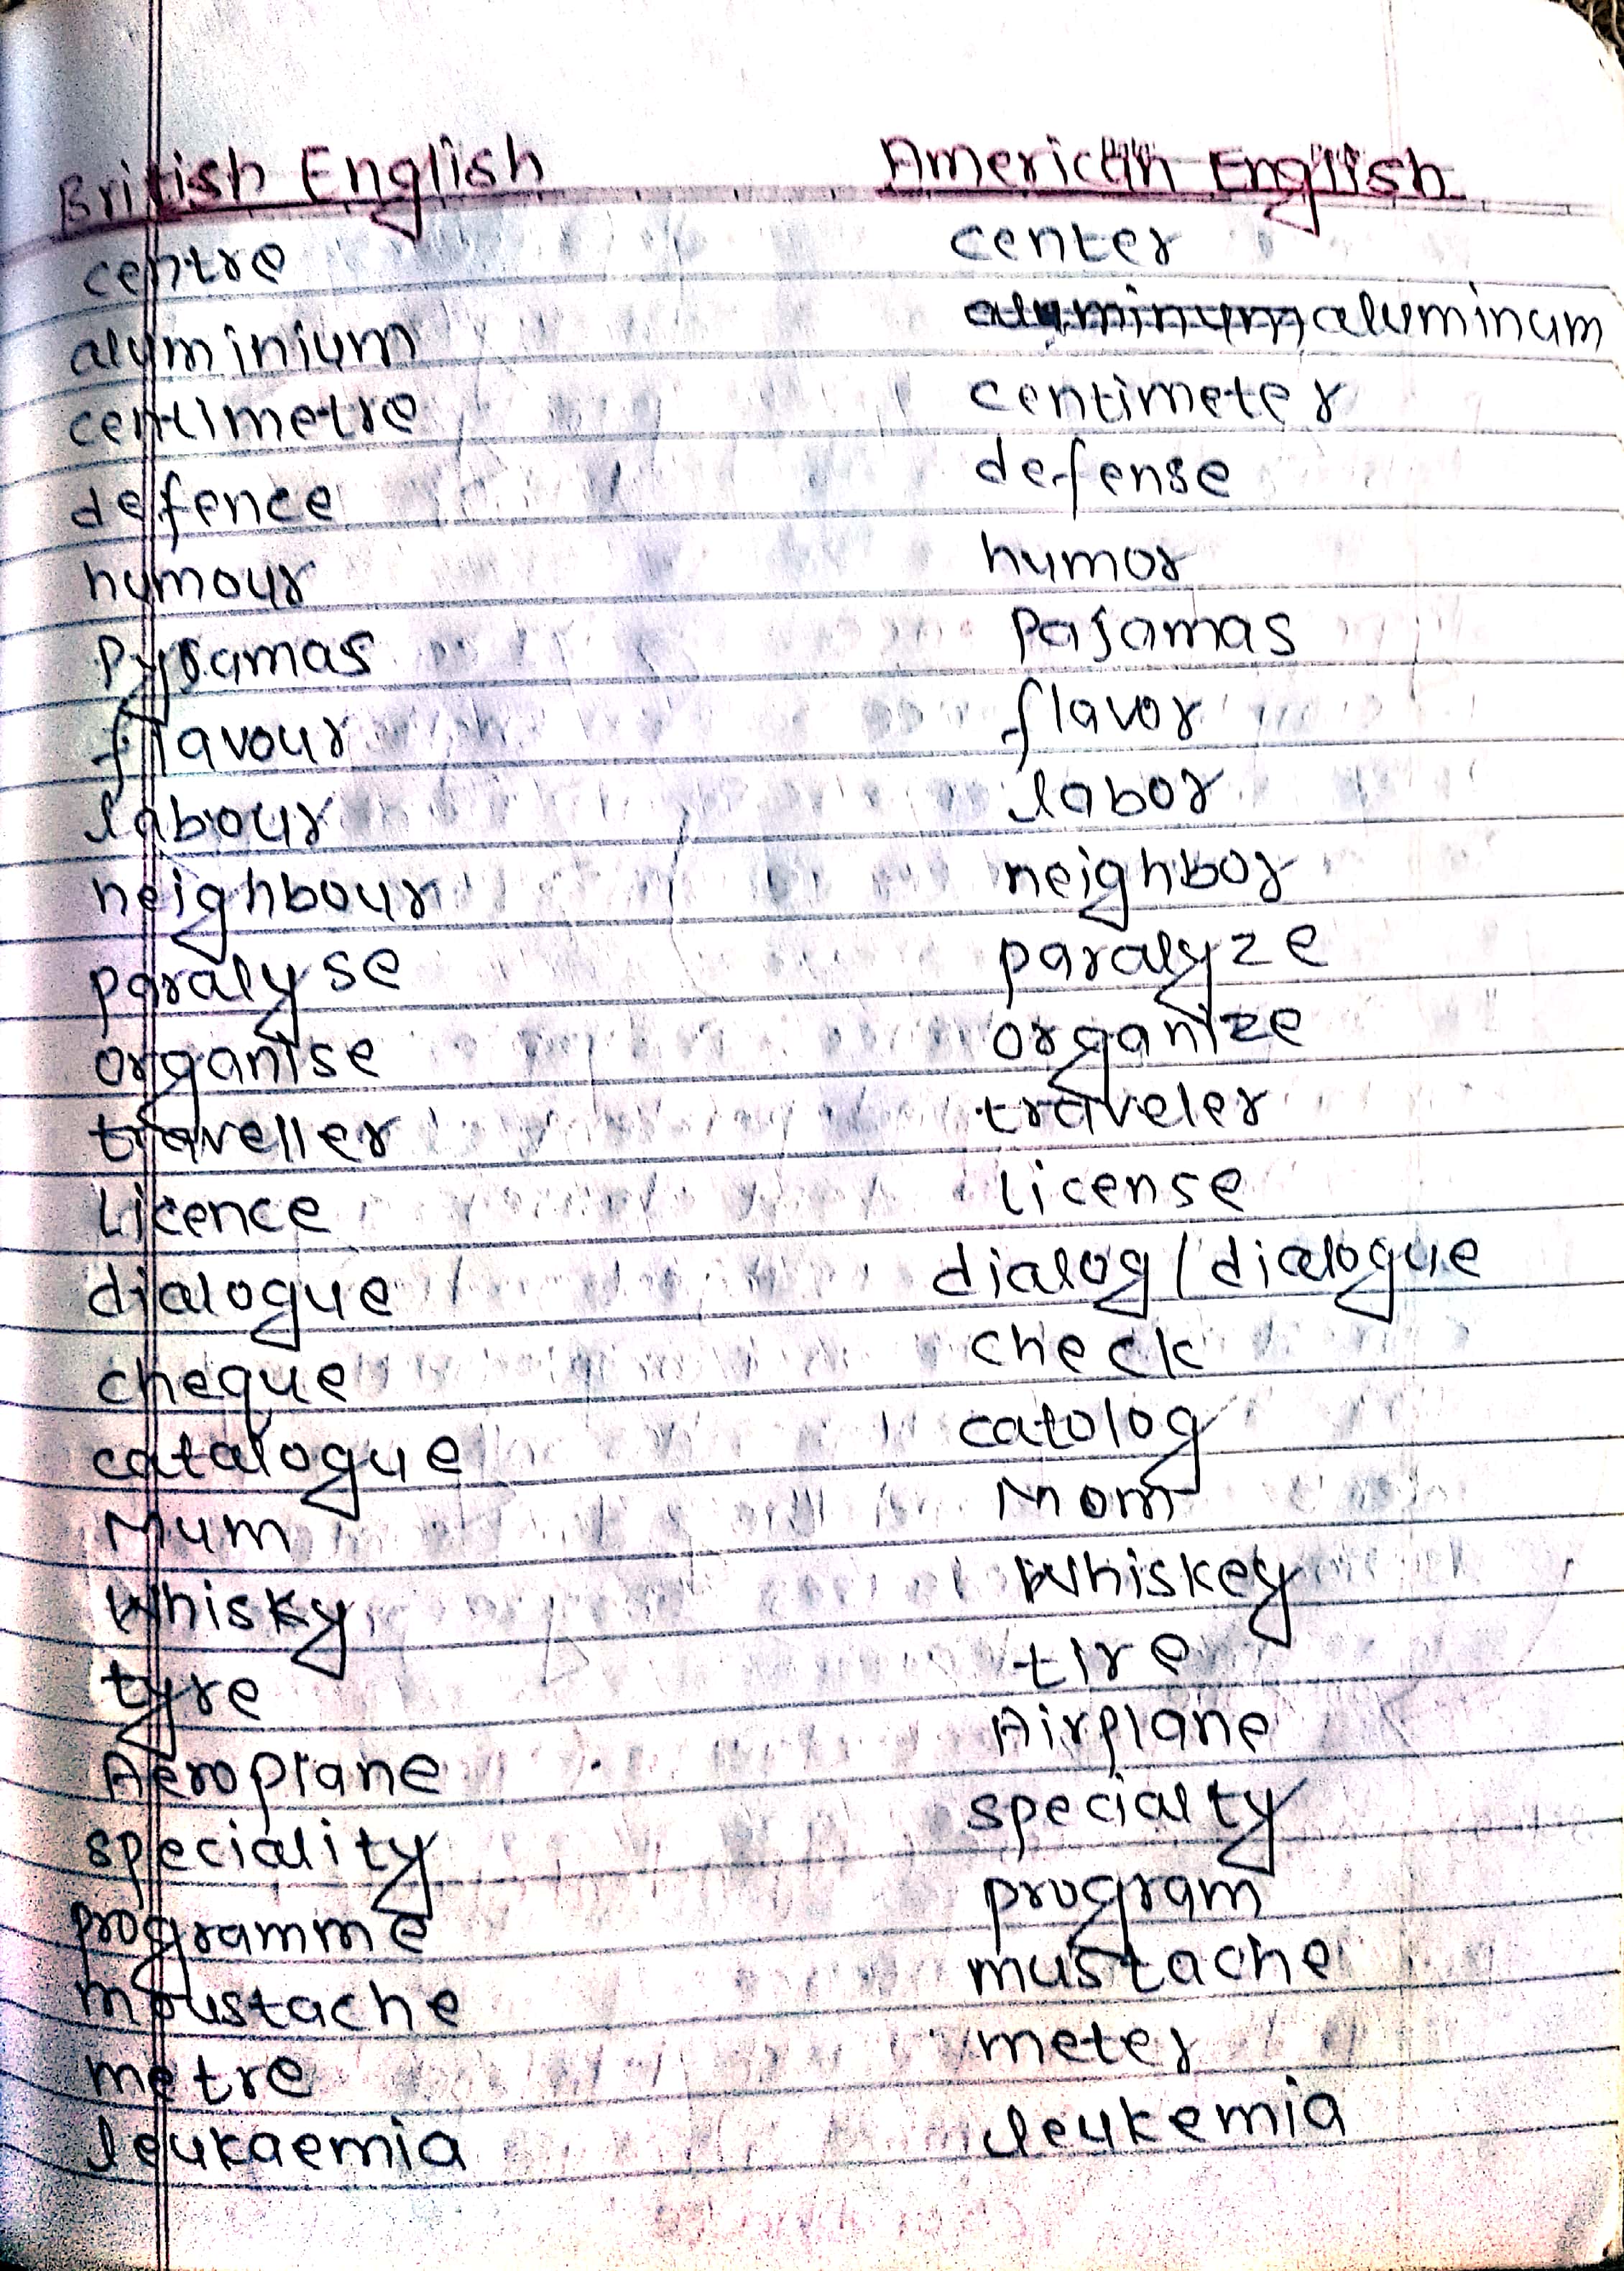 British English American English
centre center
aluminium aluminum aluminum
centimetre centimeter
defence defense
humour humor
Pyjamas Pajamas
flavour flavor
labour labor
neighbour neighbor
paralyse paralyze
organise organize
traveller traveler
Licence License
dialogue dialog / dialogue
cheque check
catalogue catolog
Mum Mom
Whisky Whiskey
tyre tire
Aeroplane Airplane
speciality specialty
programme program
moustache mustache
metre meter
leukaemia leukemia